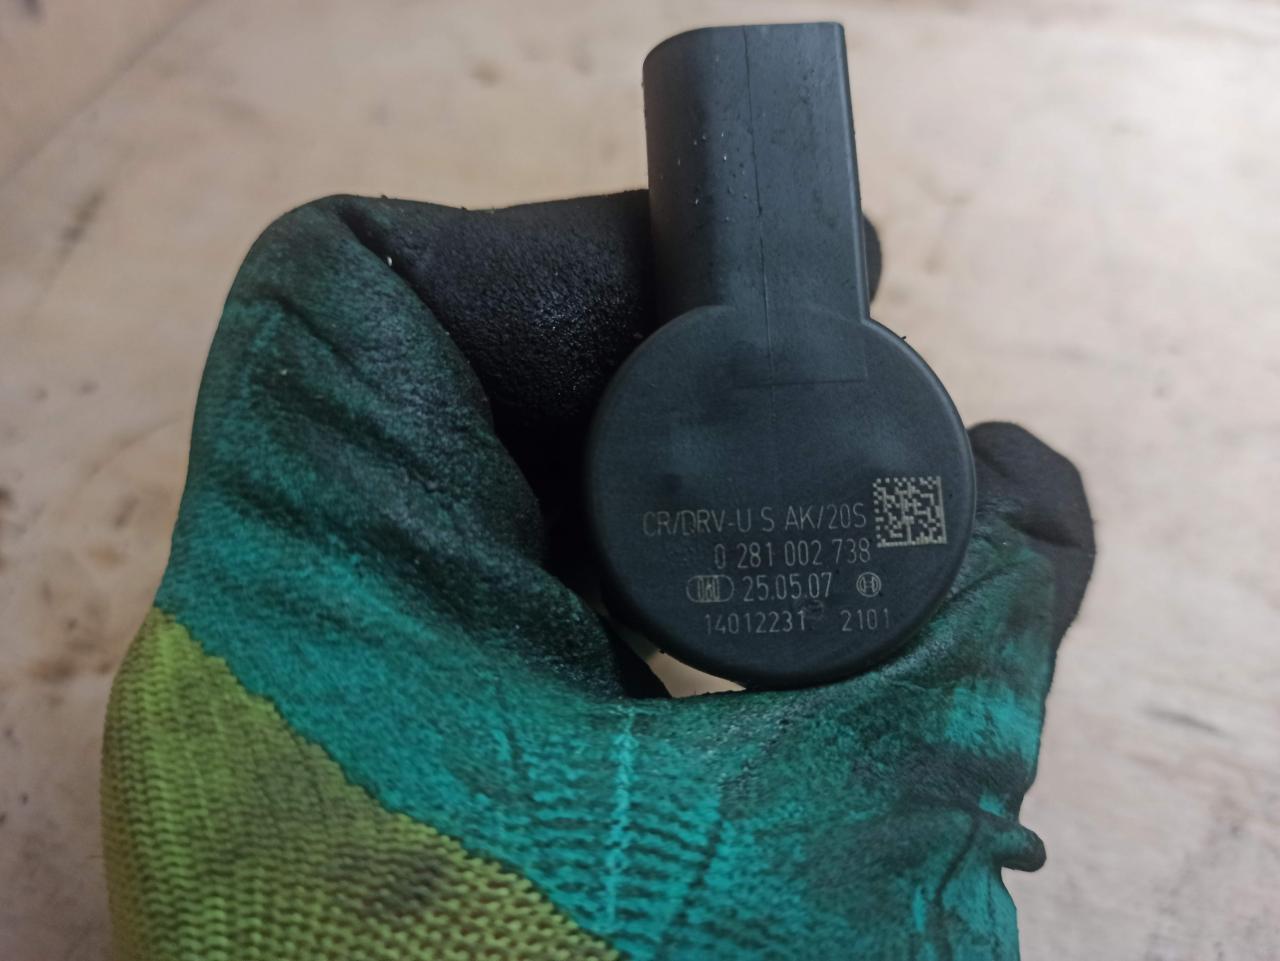 CR/DRV-U S AK/20S
0 281 002 738
25.05.07
14012231 2101